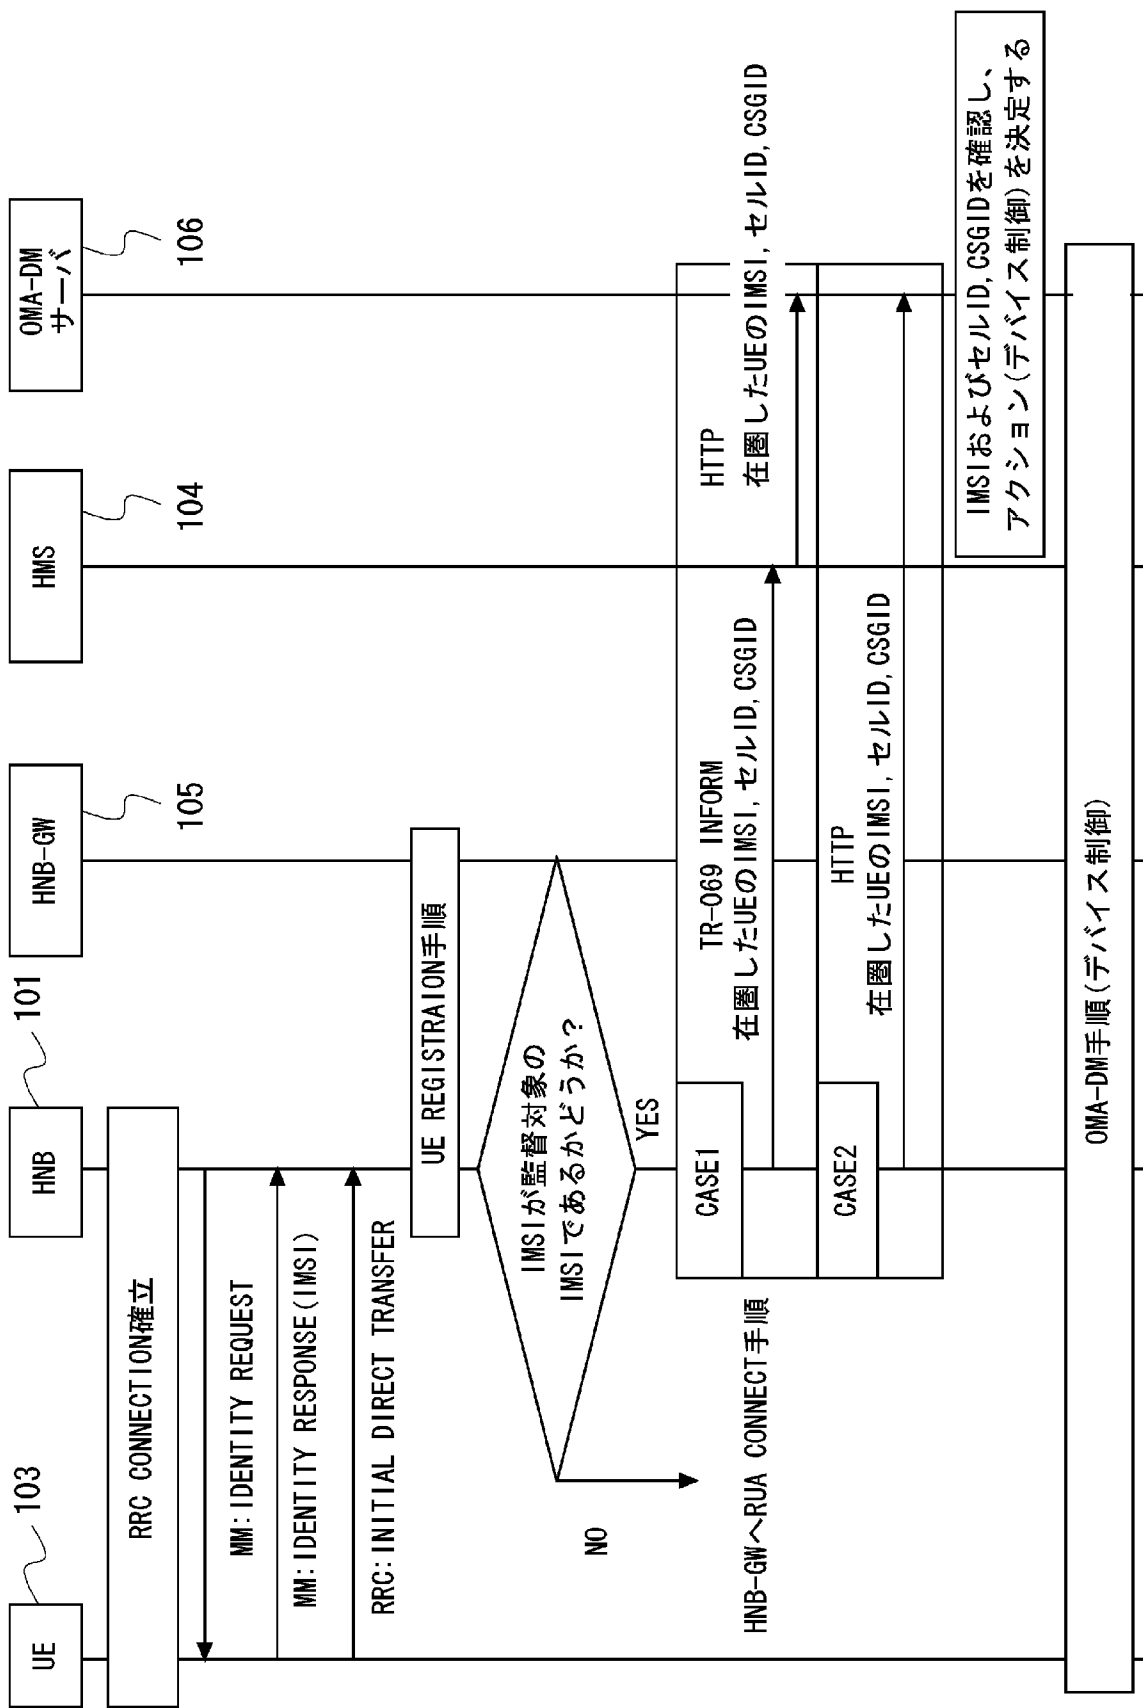 UE
103
HNB
101
HNB-GW
105
HMS
104
OMA-DM
サーバ
106
RRC CONNECTION確立
MM:IDENTITY REQUEST
MM:IDENTITY RESPONSE(IMSI)
RRC:INITIAL DIRECT TRANSFER
UE REGISTRAION手順
IMSIが監督対象の
IMSIであるかどうか?
NO
YES
HNB-GWへRUA CONNECT手順
CASE1
TR-069 INFORM
在圏したUEのIMSI, セルID,CSGID
HTTP
在圏したUEのIMSI, セルID,CSGID
CASE2
HTTP
在圏したUEのIMSI, セルID,CSGID
IMSIおよびセルID,CSGIDを確認し、
アクション(デバイス制御)を決定する
OMA-DM手順(デバイス制御)